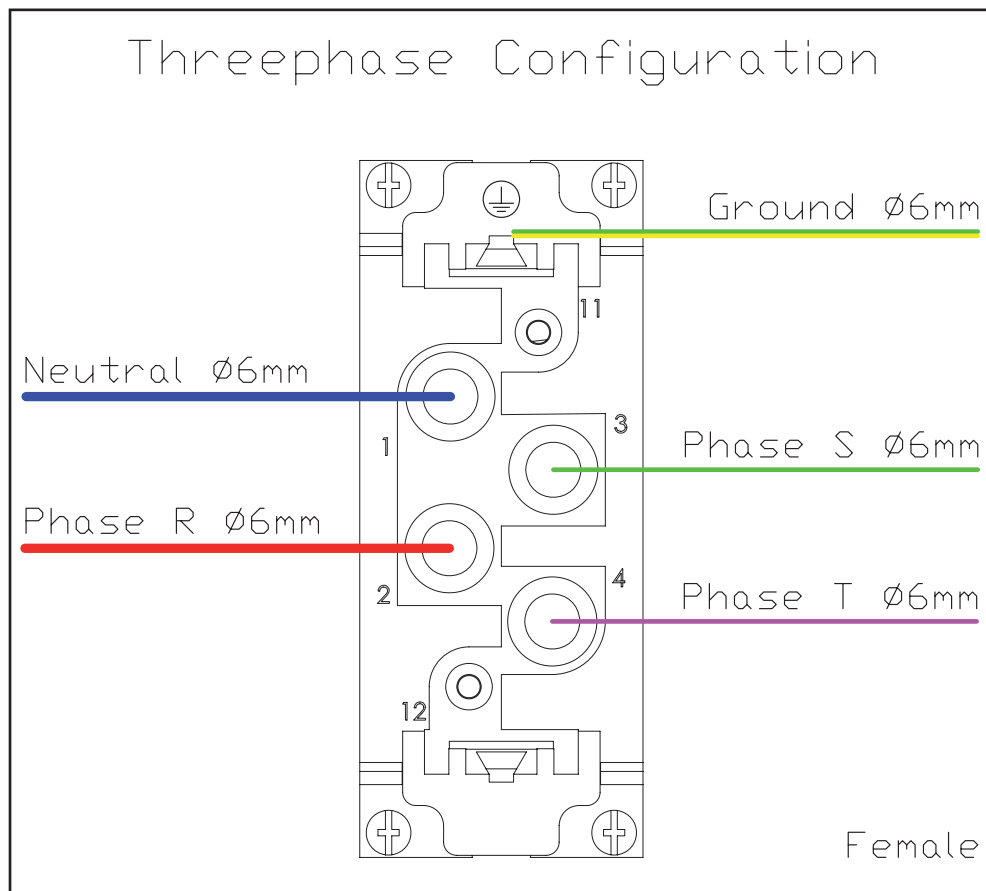 Threephase Configuration
Ground Ø6mm
11
Neutral Ø6mm
3
1
Phase S Ø6mm
Phase R Ø6mm
4
2
Phase T Ø6mm
12
Female